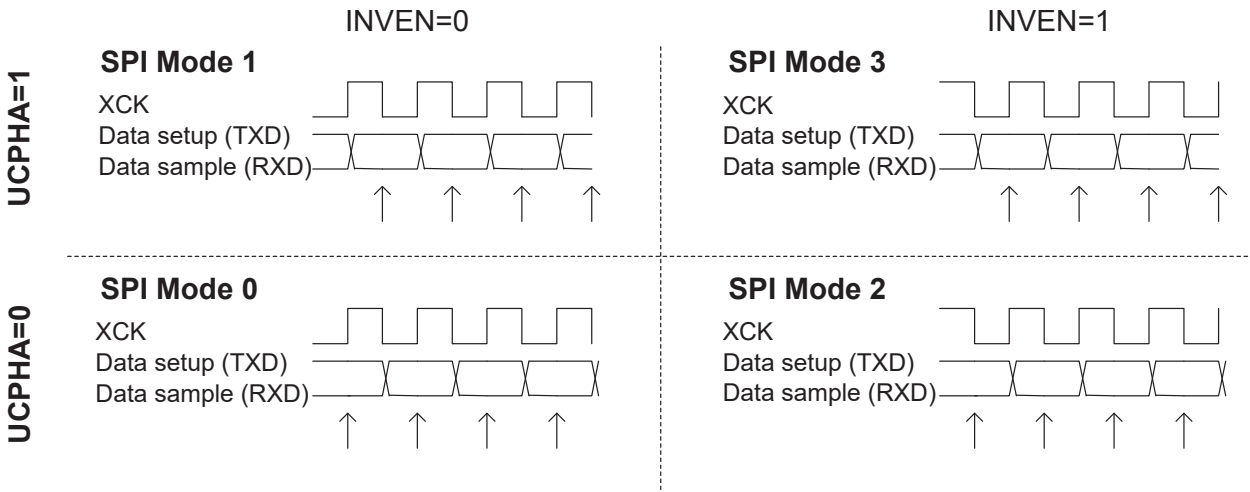 INVEN=0
INVEN=1
UCPHA=1
SPI Mode 1
XCK
Data setup (TXD)
Data sample (RXD)
SPI Mode 3
XCK
Data setup (TXD)
Data sample (RXD)
UCPHA=0
SPI Mode 0
XCK
Data setup (TXD)
Data sample (RXD)
SPI Mode 2
XCK
Data setup (TXD)
Data sample (RXD)